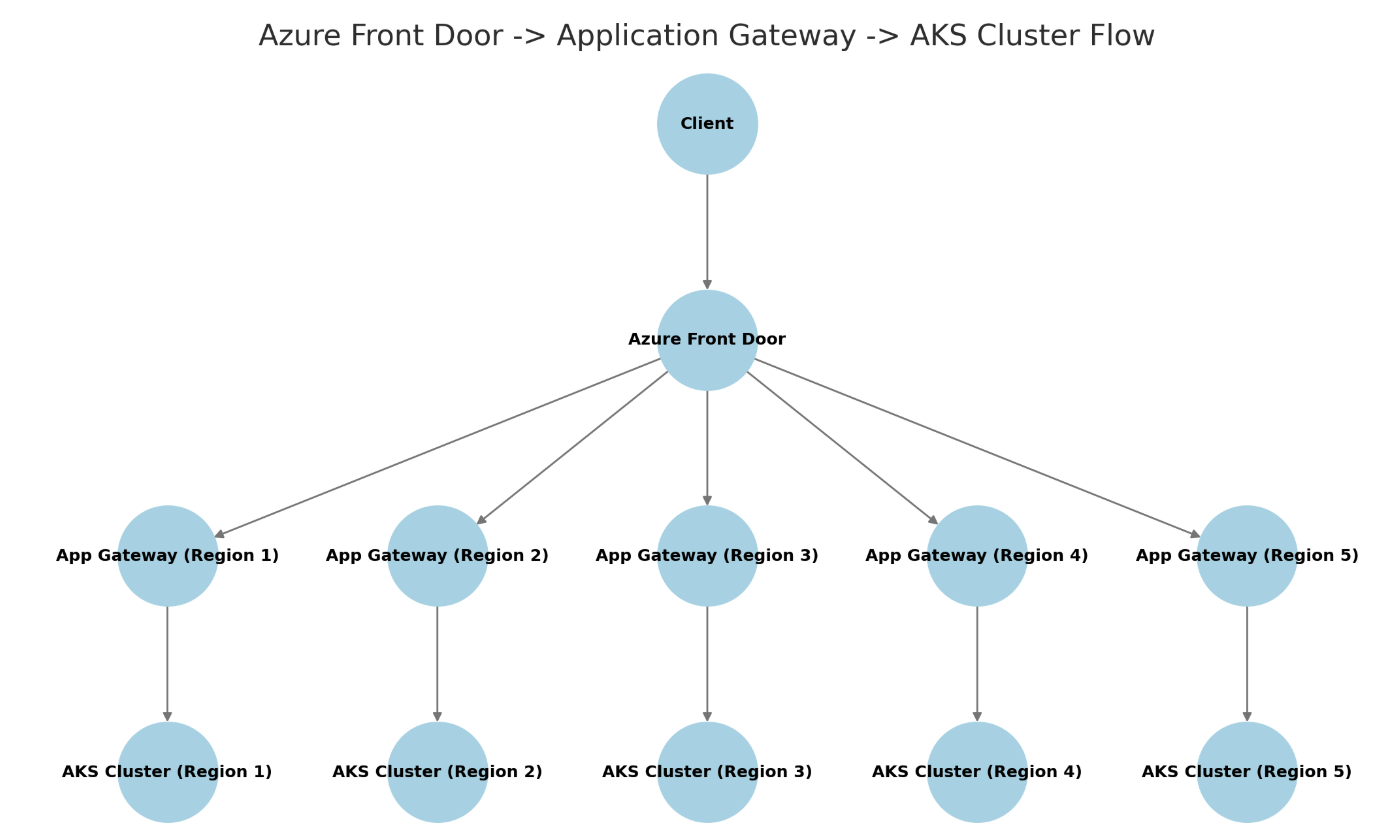 Azure Front Door -> Application Gateway -> AKS Cluster Flow
Client
Azure Front Door
App Gateway (Region 1)
App Gateway (Region 2)
App Gateway (Region 3)
App Gateway (Region 4)
App Gateway (Region 5)
AKS Cluster (Region 1)
AKS Cluster (Region 2)
AKS Cluster (Region 3)
AKS Cluster (Region 4)
AKS Cluster (Region 5)